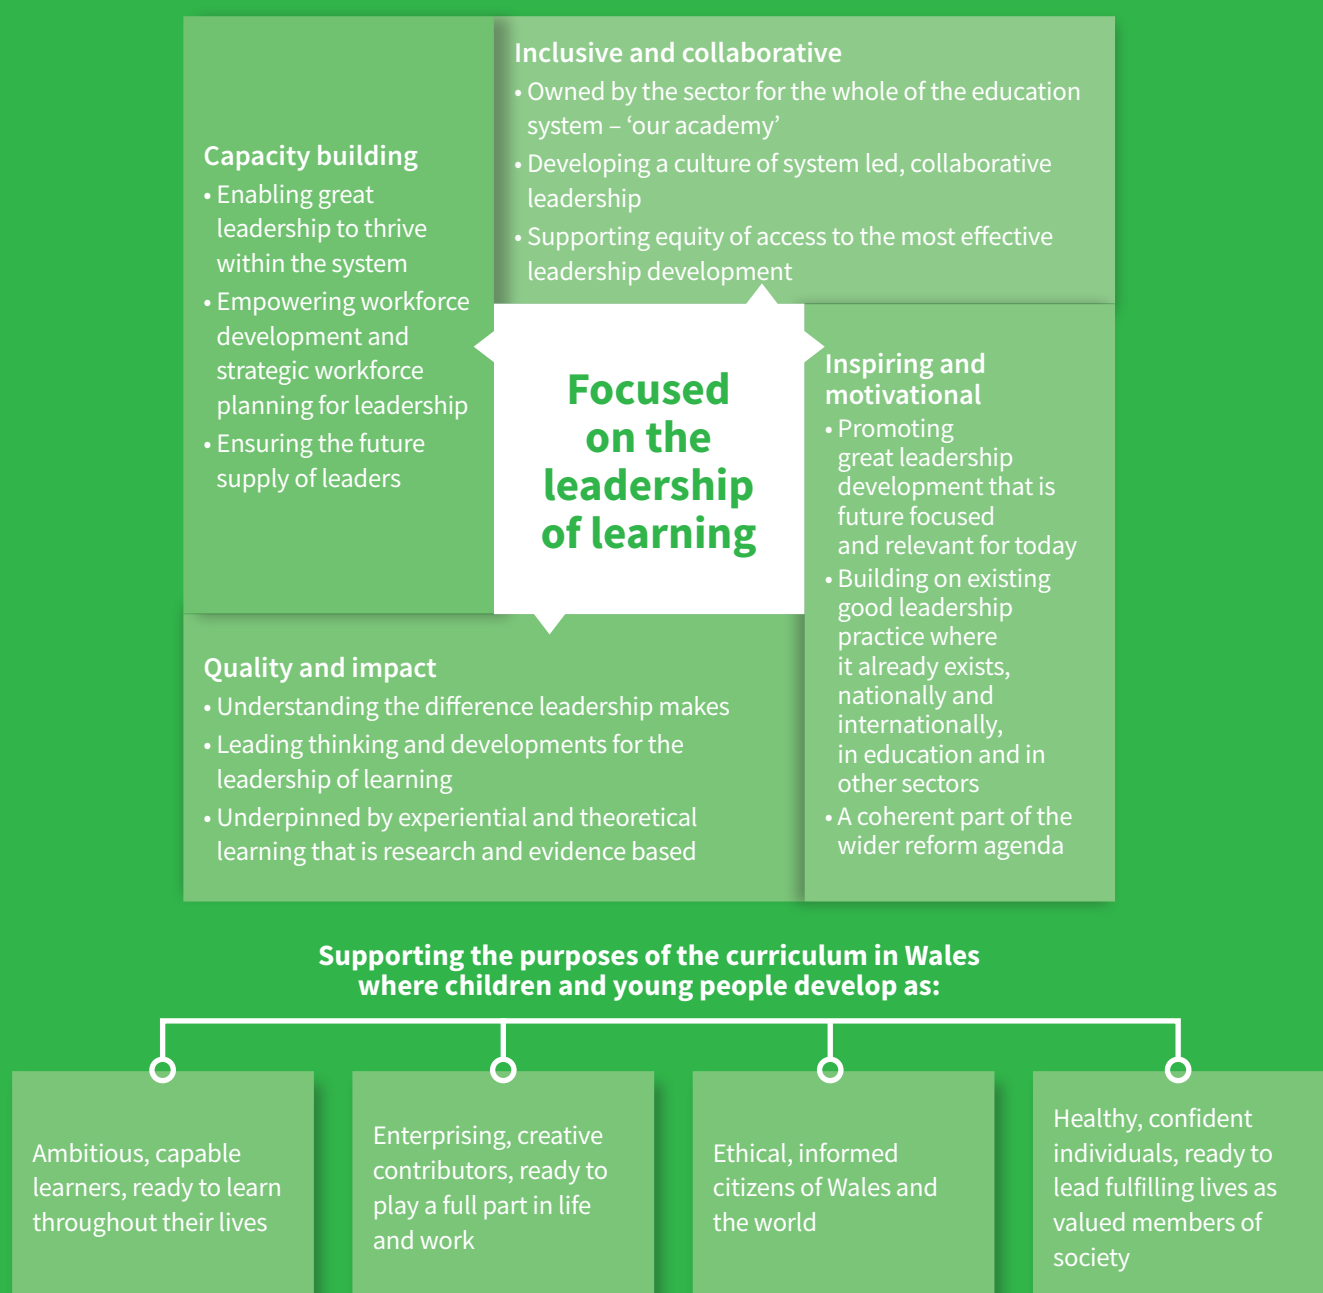 Inclusive and collaborative
• Owned by the sector for the whole of the education
system – ‘our academy’
• Developing a culture of system led, collaborative
leadership
• Supporting equity of access to the most effective
leadership development
Capacity building
• Enabling great
leadership to thrive
within the system
• Empowering workforce
development and
strategic workforce
planning for leadership
• Ensuring the future
supply of leaders
Focused
on the
leadership
of learning
Inspiring and
motivational
• Promoting
great leadership
development that is
future focused
and relevant for today
• Building on existing
good leadership
practice where
it already exists,
nationally and
internationally,
in education and in
other sectors
• A coherent part of the
wider reform agenda
Quality and impact
• Understanding the difference leadership makes
• Leading thinking and developments for the
leadership of learning
• Underpinned by experiential and theoretical
learning that is research and evidence based
Supporting the purposes of the curriculum in Wales
where children and young people develop as:
Ambitious, capable
learners, ready to learn
throughout their lives
Enterprising, creative
contributors, ready to
play a full part in life
and work
Ethical, informed
citizens of Wales and
the world
Healthy, confident
individuals, ready to
lead fulfilling lives as
valued members of
society